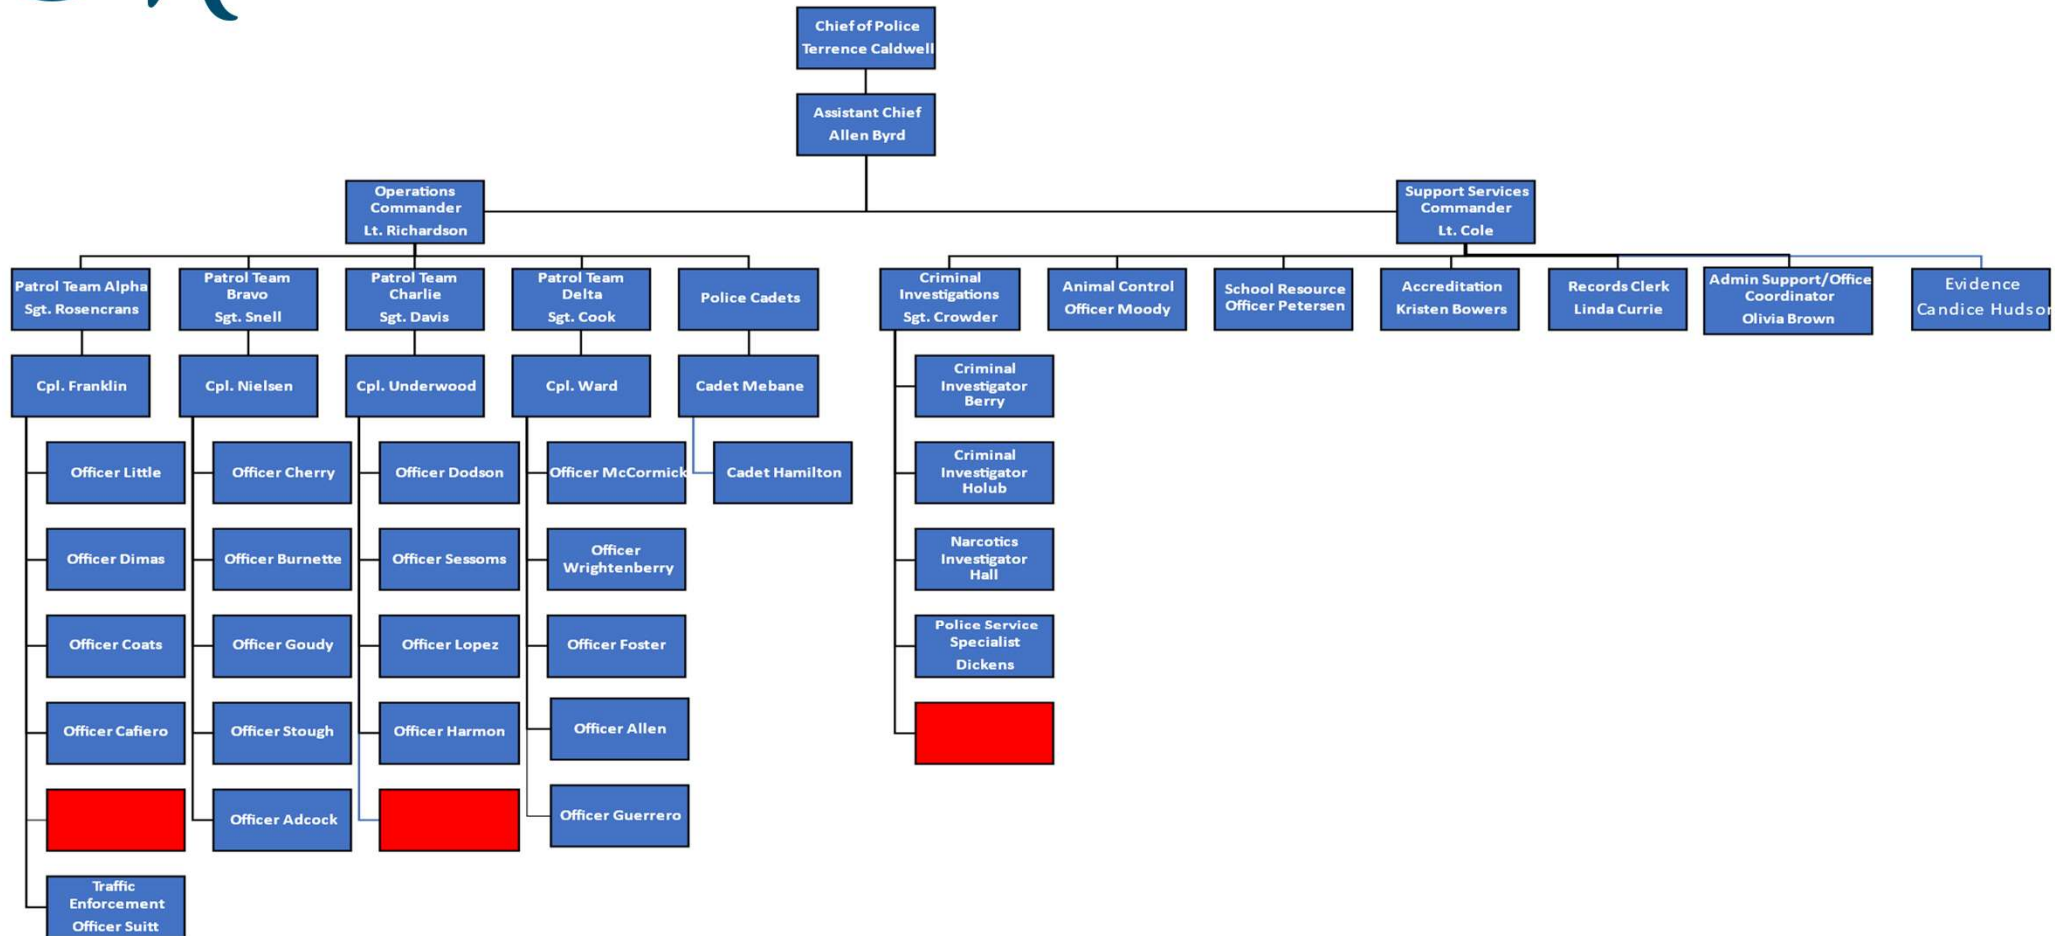 Chief of Police
Terrence Caldwell
Assistant Chief
Allen Byrd
Operations
Commander
Lt. Richardson
Support Services
Commander
Lt. Cole
Patrol Team Alpha
Sgt. Rosencrans
Patrol Team
Bravo
Sgt. Snell
Patrol Team
Charlie
Sgt. Davis
Patrol Team
Delta
Sgt. Cook
Police Cadets
Criminal
Investigations
Sgt. Crowder
Animal Control
Officer Moody
School Resource
Officer Petersen
Accreditation
Kristen Bowers
Records Clerk
Linda Currie
Admin Support/Office
Coordinator
Olivia Brown
Evidence
Candice Hudson
Cpl. Franklin
Cpl. Nielsen
Cpl. Underwood
Cpl. Ward
Cadet Mebane
Criminal
Investigator
Berry
Officer Little
Officer Cherry
Officer Dodson
Officer McCormick
Cadet Hamilton
Criminal
Investigator
Holub
Officer Dimas
Officer Burnette
Officer Sessoms
Officer
Wrightenberry
Narcotics
Investigator
Hall
Officer Coats
Officer Goudy
Officer Lopez
Officer Foster
Police Service
Specialist
Dickens
Officer Cafiero
Officer Stough
Officer Harmon
Officer Allen
Officer Adcock
Officer Guerrero
Traffic
Enforcement
Officer Suitt